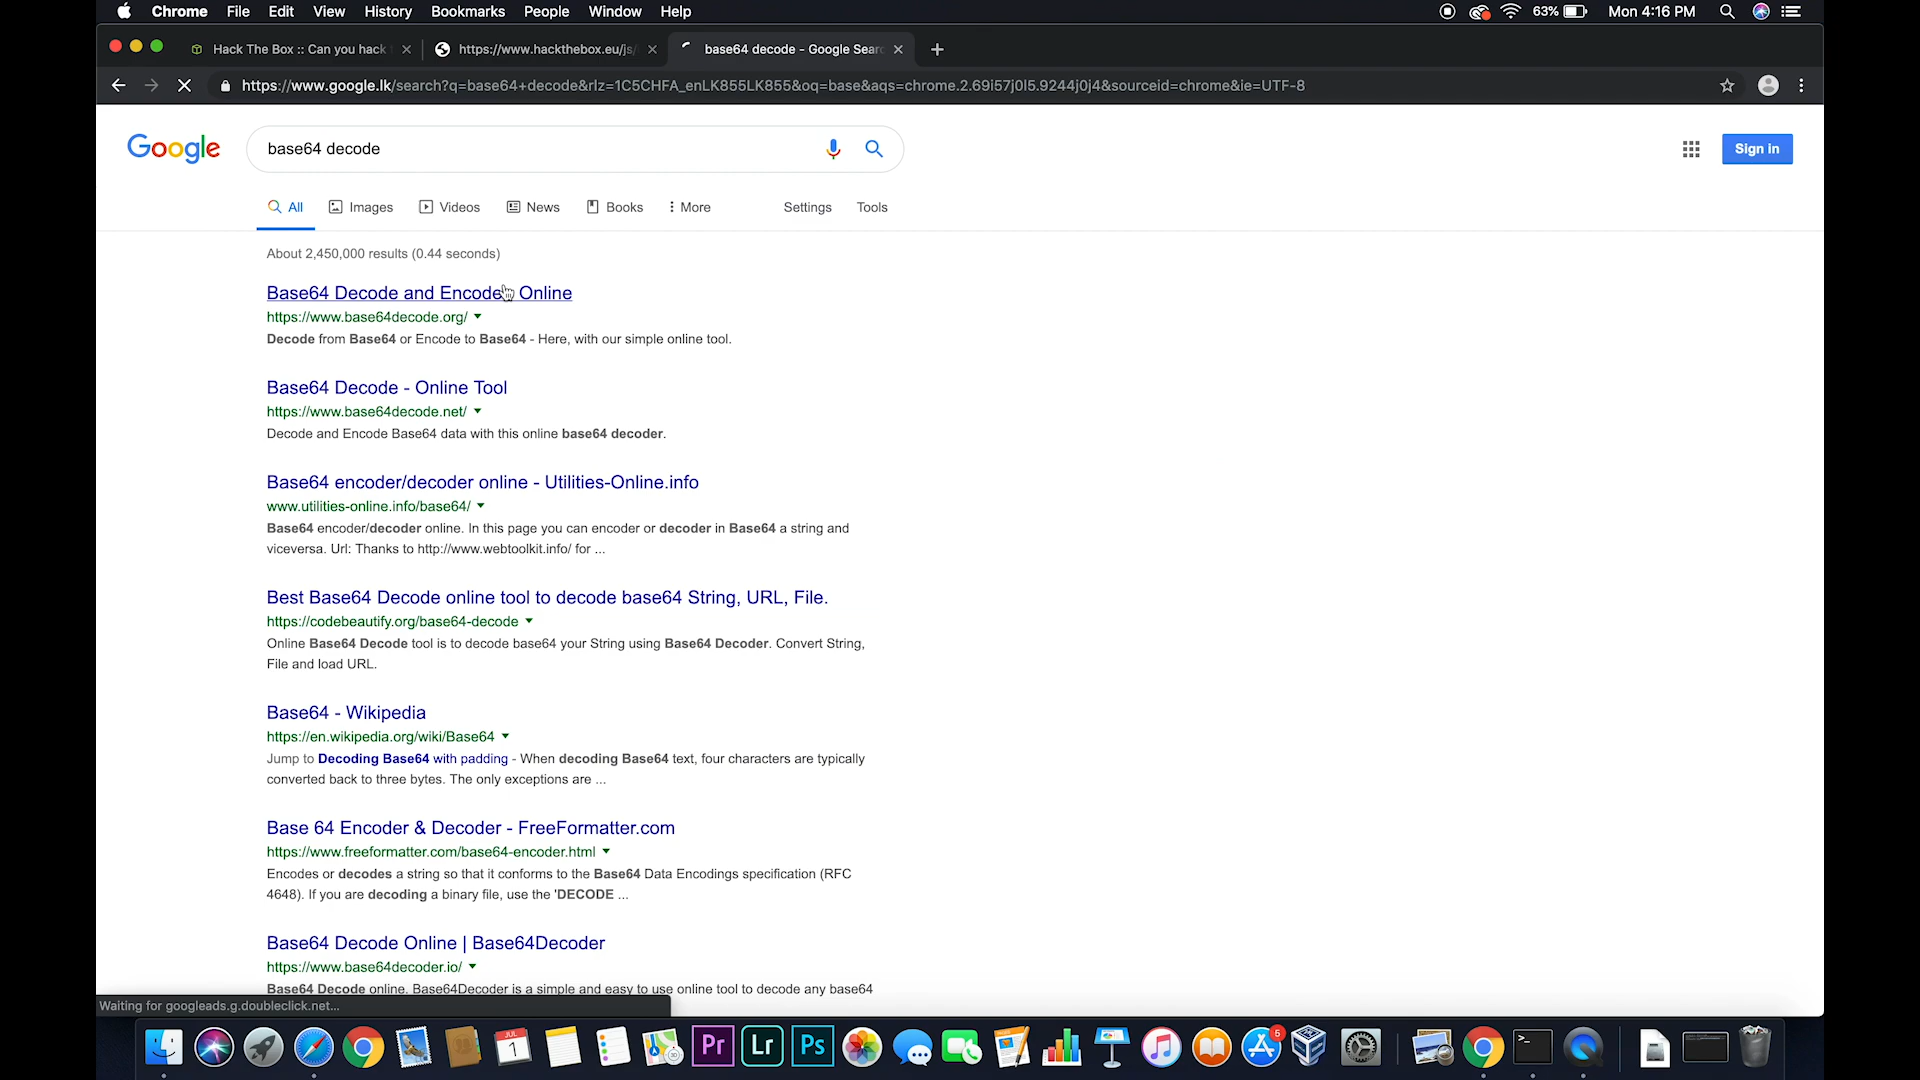 Chrome File Edit View History Bookmarks People Window Help 63% Mon 4:16 PM
Hack The Box :: Can you hack https://www.hackthebox.eu/js/ base64 decode - Google Sear
https://www.google.lk/search?q=base64+decode&rlz=1C5CHFA_enLK855LK855&oq=base&aqs=chrome.2.69i57j0l5.9244j0j4&sourceid=chrome&ie=UTF-8
Google base64 decode Sign in
All Images Videos News Books More Settings Tools
About 2,450,000 results (0.44 seconds)
Base64 Decode and Encode Online
https://www.base64decode.org/
Decode from Base64 or Encode to Base64 - Here, with our simple online tool.
Base64 Decode - Online Tool
https://www.base64decode.net/
Decode and Encode Base64 data with this online base64 decoder.
Base64 encoder/decoder online - Utilities-Online.info
www.utilities-online.info/base64/
Base64 encoder/decoder online. In this page you can encoder or decoder in Base64 a string and
viceversa. Url: Thanks to http://www.webtoolkit.info/ for ...
Best Base64 Decode online tool to decode base64 String, URL, File.
https://codebeautify.org/base64-decode
Online Base64 Decode tool is to decode base64 your String using Base64 Decoder. Convert String,
File and load URL.
Base64 - Wikipedia
https://en.wikipedia.org/wiki/Base64
Jump to Decoding Base64 with padding - When decoding Base64 text, four characters are typically
converted back to three bytes. The only exceptions are ...
Base 64 Encoder & Decoder - FreeFormatter.com
https://www.freeformatter.com/base64-encoder.html
Encodes or decodes a string so that it conforms to the Base64 Data Encodings specification (RFC
4648). If you are decoding a binary file, use the 'DECODE ...
Base64 Decode Online | Base64Decoder
https://www.base64decoder.io/
Base64 Decode online. Base64Decoder is a simple and easy to use online tool to decode any base64
Waiting for googleads.g.doubleclick.net...
JUL 1 3D Pr Lr Ps 5 >_